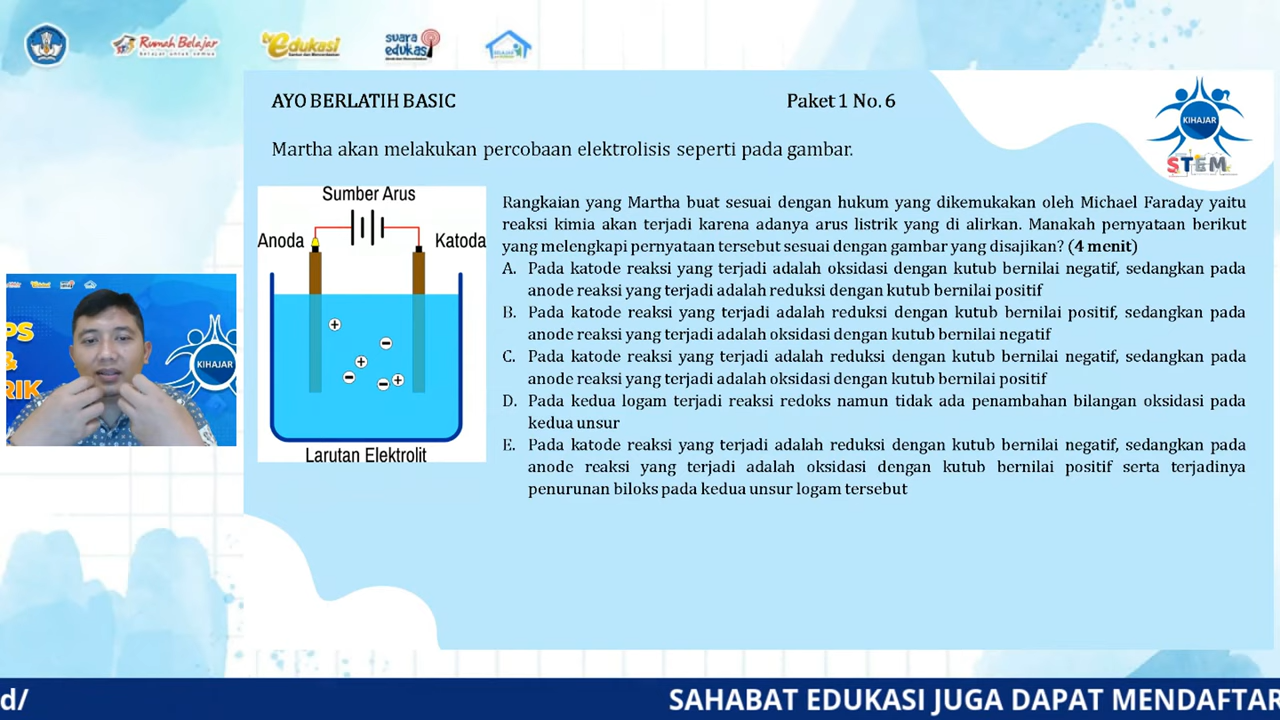 Rumah Belajar
Belajar untuk semua
tv edukasi
suara
edukasi
AYO BERLATIH BASIC
Paket 1 No. 6
KIHAJAR
STEM
Martha akan melakukan percobaan elektrolisis seperti pada gambar.
Sumber Arus
Anoda
Katoda
Larutan Elektrolit
Rangkaian yang Martha buat sesuai dengan hukum yang dikemukakan oleh Michael Faraday yaitu
reaksi kimia akan terjadi karena adanya arus listrik yang di alirkan. Manakah pernyataan berikut
yang melengkapi pernyataan tersebut sesuai dengan gambar yang disajikan? (4 menit)
A. Pada katode reaksi yang terjadi adalah oksidasi dengan kutub bernilai negatif, sedangkan pada
anode reaksi yang terjadi adalah reduksi dengan kutub bernilai positif
B. Pada katode reaksi yang terjadi adalah reduksi dengan kutub bernilai positif, sedangkan pada
anode reaksi yang terjadi adalah oksidasi dengan kutub bernilai negatif
C. Pada katode reaksi yang terjadi adalah reduksi dengan kutub bernilai negatif, sedangkan pada
anode reaksi yang terjadi adalah oksidasi dengan kutub bernilai positif
D. Pada kedua logam terjadi reaksi redoks namun tidak ada penambahan bilangan oksidasi pada
kedua unsur
E. Pada katode reaksi yang terjadi adalah reduksi dengan kutub bernilai negatif, sedangkan pada
anode reaksi yang terjadi adalah oksidasi dengan kutub bernilai positif serta terjadinya
penurunan biloks pada kedua unsur logam tersebut
PS
&
RIK
KIHAJAR
d/
SAHABAT EDUKASI JUGA DAPAT MENDAFTAR